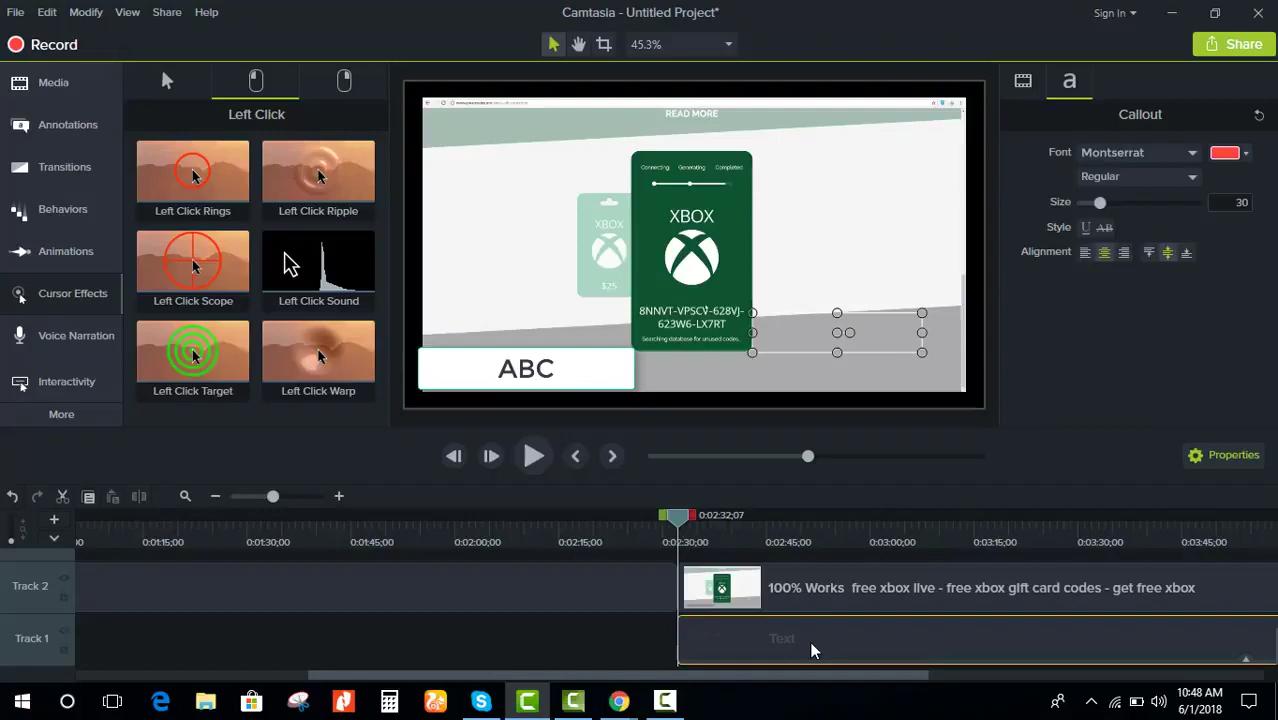 File Edit Modify View Share Help
Camtasia - Untitled Project*
Sign In
Record
45.3%
Share
Media
Annotations
Transitions
Behaviors
Animations
Cursor Effects
Voice Narration
Interactivity
More
Left Click
Left Click Rings
Left Click Ripple
Left Click Scope
Left Click Sound
Left Click Target
Left Click Warp
READ MORE
Connecting Generating Completed
XBOX
XBOX
$25
8NNVT-VPSCV-628VJ-
623W6-LX7RT
Searching database for unused codes.
ABC
a
Callout
Font Montserrat
Regular
Size 30
Style U AB
Alignment
Properties
0:02:32;07
0:01:15;00 0:01:30;00 0:01:45;00 0:02:00;00 0:02:15;00 0:02:30;00 0:02:45;00 0:03:00;00 0:03:15;00 0:03:30;00 0:03:45;00
Track 2
100% Works free xbox live - free xbox gift card codes - get free xbox
Track 1
Text
:48 AM
6/1/2018